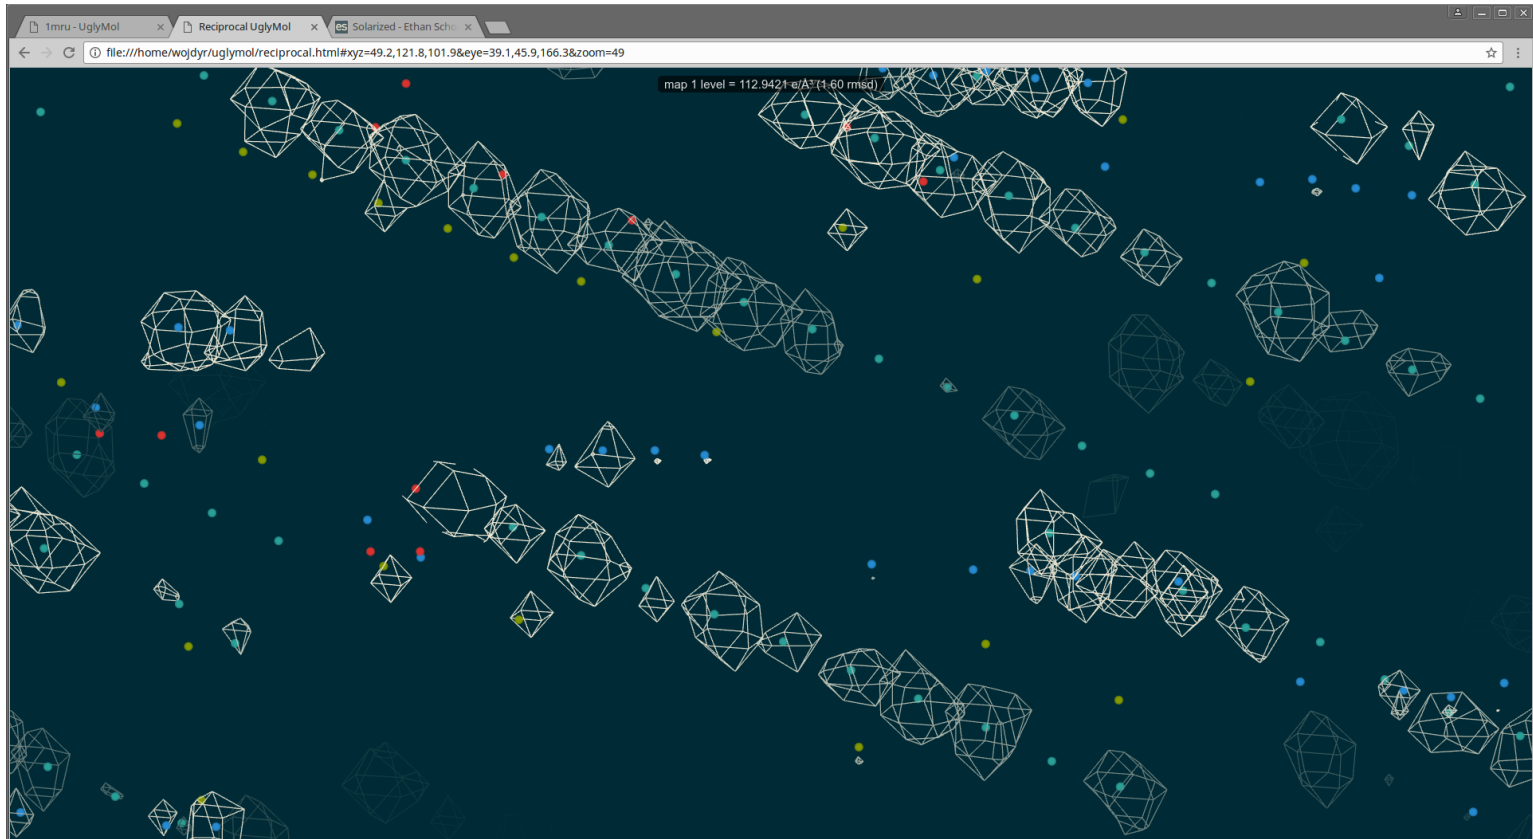 1mru - UglyMol
Reciprocal UglyMol
es Solarized - Ethan Scho
file:///home/wojdyr/uglymol/reciprocal.html#xyz=49.2,121.8,101.9&eye=39.1,45.9,166.3&zoom=49
map 1 level = 112.9421 e/Å³ (1.60 rmsd)